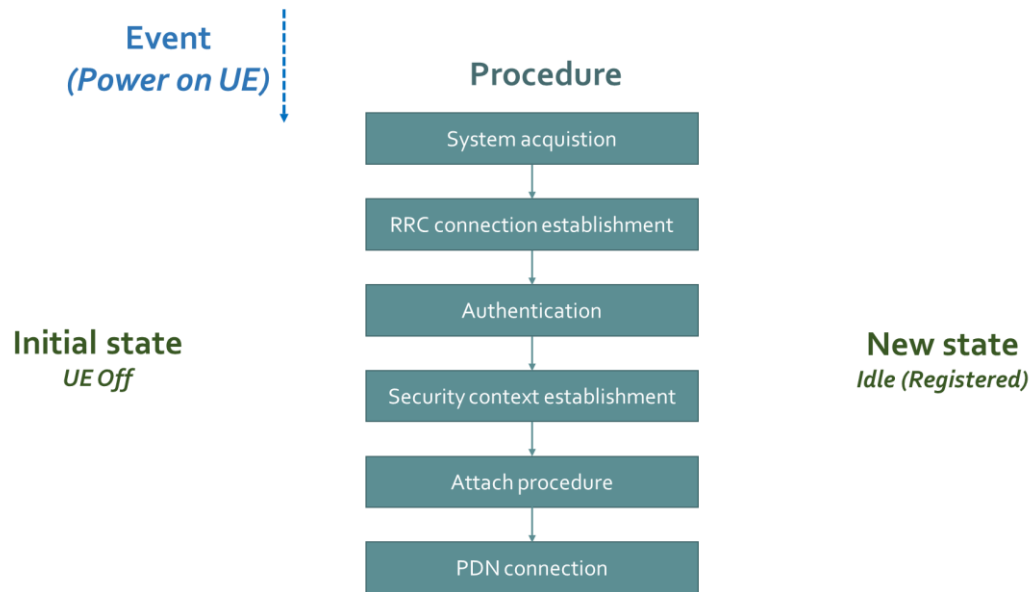 Event
(Power on UE)
Procedure
System acquistion
RRC connection establishment
Authentication
Initial state
UE Off
New state
Idle (Registered)
Security context establishment
Attach procedure
PDN connection